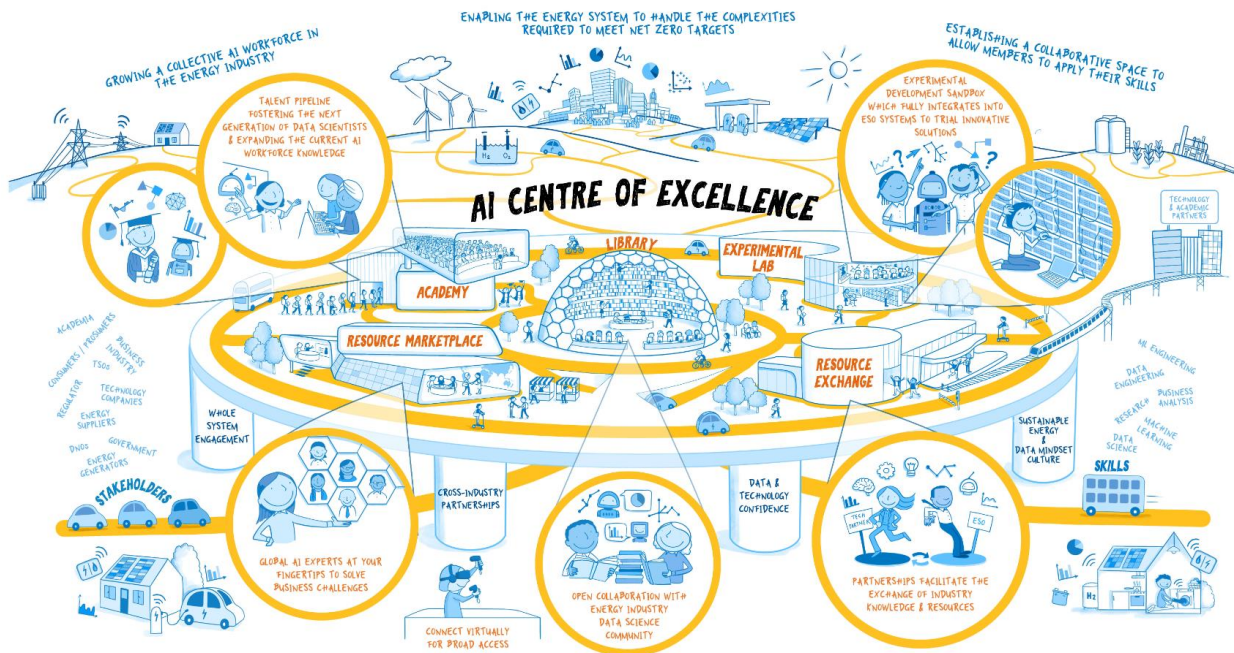 GROWING A COLLECTIVE AI WORKFORCE IN
THE ENERGY INDUSTRY
ENABLING THE ENERGY SYSTEM TO HANDLE THE COMPLEXITIES
REQUIRED TO MEET NET ZERO TARGETS
ESTABLISHING A COLLABORATIVE SPACE TO
ALLOW MEMBERS TO APPLY THEIR SKILLS
TALENT PIPELINE
FOSTERING THE NEXT
GENERATION OF DATA SCIENTISTS
& EXPANDING THE CURRENT AI
WORKFORCE KNOWLEDGE
EXPERIMENTAL
DEVELOPMENT SANDBOX
WHICH FULLY INTEGRATES INTO
ESO SYSTEMS TO TRIAL INNOVATIVE
SOLUTIONS
H2 O2
? ?
AI CENTRE OF EXCELLENCE
TECHNOLOGY
& ACADEMIC
PARTNERS
LIBRARY
EXPERIMENTAL
LAB
ACADEMY
RESOURCE MARKETPLACE
RESOURCE
EXCHANGE
ACADEMIA
CONSUMERS / PROSUMERS
BUSINESS
INDUSTRY
TSOs
REGULATOR
TECHNOLOGY
COMPANIES
ENERGY
SUPPLIERS
DNOs
GOVERNMENT
ENERGY
GENERATORS
STAKEHOLDERS
WHOLE
SYSTEM
ENGAGEMENT
CROSS-INDUSTRY
PARTNERSHIPS
DATA &
TECHNOLOGY
CONFIDENCE
SUSTAINABLE
ENERGY
&
DATA MINDSET
CULTURE
ML ENGINEERING
DATA
ENGINEERING
BUSINESS
ANALYSIS
RESEARCH
MACHINE
LEARNING
DATA
SCIENCE
SKILLS
GLOBAL AI EXPERTS AT YOUR
FINGERTIPS TO SOLVE
BUSINESS CHALLENGES
CONNECT VIRTUALLY
FOR BROAD ACCESS
OPEN COLLABORATION WITH
ENERGY INDUSTRY
DATA SCIENCE
COMMUNITY
TECH
PARTNER
ESO
PARTNERSHIPS FACILITATE THE
EXCHANGE OF INDUSTRY
KNOWLEDGE & RESOURCES
H2